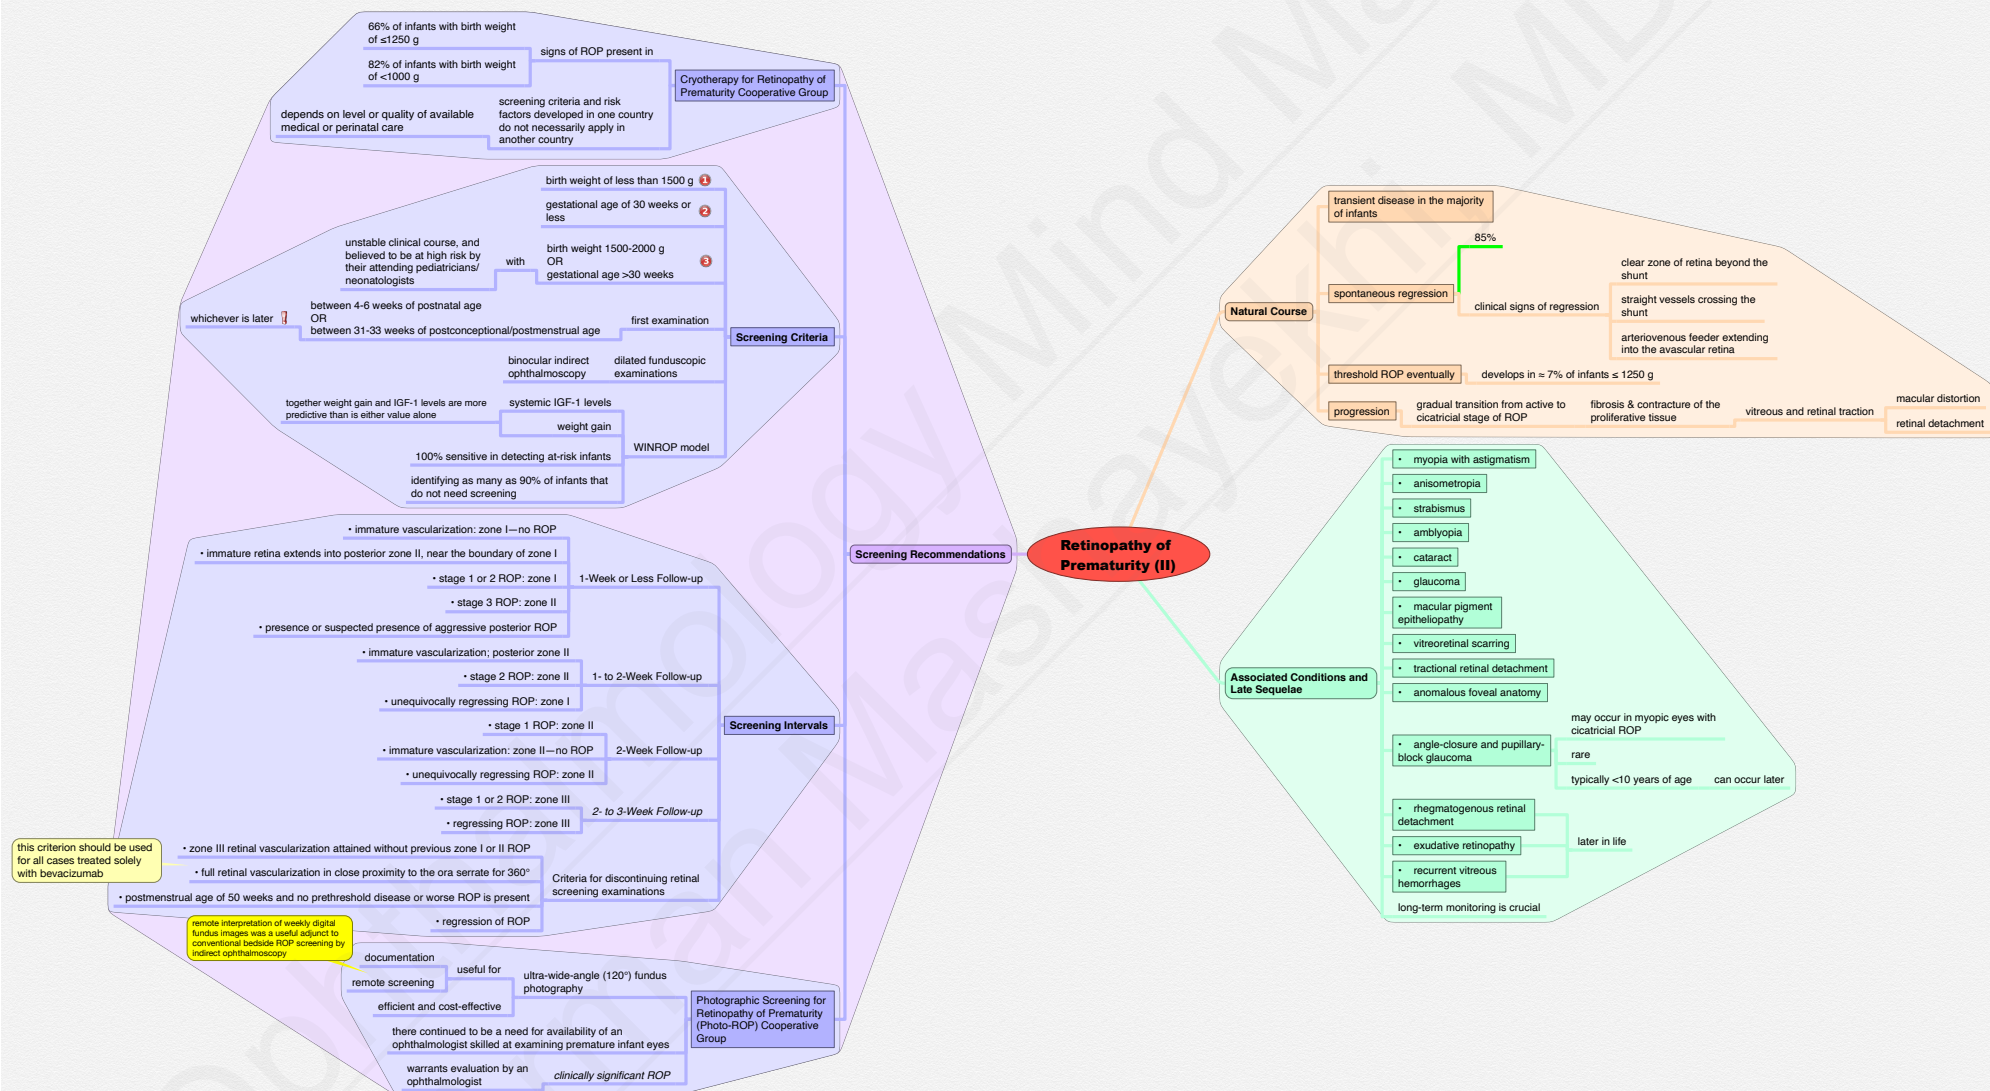 Retinopathy of
Prematurity (II)
Screening Recommendations
Cryotherapy for Retinopathy of
Prematurity Cooperative Group
signs of ROP present in
66% of infants with birth weight
of ≤1250 g
82% of infants with birth weight
of <1000 g
screening criteria and risk
factors developed in one country
do not necessarily apply in
another country
depends on level or quality of available
medical or perinatal care
Screening Criteria
birth weight of less than 1500 g
1
gestational age of 30 weeks or
less
2
birth weight 1500-2000 g
OR
gestational age >30 weeks
3
with
unstable clinical course, and
believed to be at high risk by
their attending pediatricians/
neonatologists
first examination
between 4-6 weeks of postnatal age
OR
between 31-33 weeks of postconceptional/postmenstrual age
whichever is later
dilated funduscopic
examinations
binocular indirect
ophthalmoscopy
WINROP model
systemic IGF-1 levels
weight gain
together weight gain and IGF-1 levels are more
predictive than is either value alone
100% sensitive in detecting at-risk infants
identifying as many as 90% of infants that
do not need screening
Screening Intervals
1-Week or Less Follow-up
• immature vascularization: zone I—no ROP
• immature retina extends into posterior zone II, near the boundary of zone I
• stage 1 or 2 ROP: zone I
• stage 3 ROP: zone II
• presence or suspected presence of aggressive posterior ROP
1- to 2-Week Follow-up
• immature vascularization; posterior zone II
• stage 2 ROP: zone II
• unequivocally regressing ROP: zone I
2-Week Follow-up
• stage 1 ROP: zone II
• immature vascularization: zone II—no ROP
• unequivocally regressing ROP: zone II
2- to 3-Week Follow-up
• stage 1 or 2 ROP: zone III
• regressing ROP: zone III
Criteria for discontinuing retinal
screening examinations
• zone III retinal vascularization attained without previous zone I or II ROP
• full retinal vascularization in close proximity to the ora serrate for 360°
this criterion should be used
for all cases treated solely
with bevacizumab
• postmenstrual age of 50 weeks and no prethreshold disease or worse ROP is present
• regression of ROP
Photographic Screening for
Retinopathy of Prematurity
(Photo-ROP) Cooperative
Group
ultra-wide-angle (120°) fundus
photography
useful for
documentation
remote screening
remote interpretation of weekly digital
fundus images was a useful adjunct to
conventional bedside ROP screening by
indirect ophthalmoscopy
efficient and cost-effective
there continued to be a need for availability of an
ophthalmologist skilled at examining premature infant eyes
clinically significant ROP
warrants evaluation by an
ophthalmologist
Natural Course
transient disease in the majority
of infants
spontaneous regression
85%
clinical signs of regression
clear zone of retina beyond the
shunt
straight vessels crossing the
shunt
arteriovenous feeder extending
into the avascular retina
threshold ROP eventually
develops in ≈ 7% of infants ≤ 1250 g
progression
gradual transition from active to
cicatricial stage of ROP
fibrosis & contracture of the
proliferative tissue
vitreous and retinal traction
macular distortion
retinal detachment
Associated Conditions and
Late Sequelae
• myopia with astigmatism
• anisometropia
• strabismus
• amblyopia
• cataract
• glaucoma
• macular pigment
epitheliopathy
• vitreoretinal scarring
• tractional retinal detachment
• anomalous foveal anatomy
• angle-closure and pupillary-
block glaucoma
may occur in myopic eyes with
cicatricial ROP
rare
typically <10 years of age
can occur later
• rhegmatogenous retinal
detachment
• exudative retinopathy
• recurrent vitreous
hemorrhages
later in life
long-term monitoring is crucial